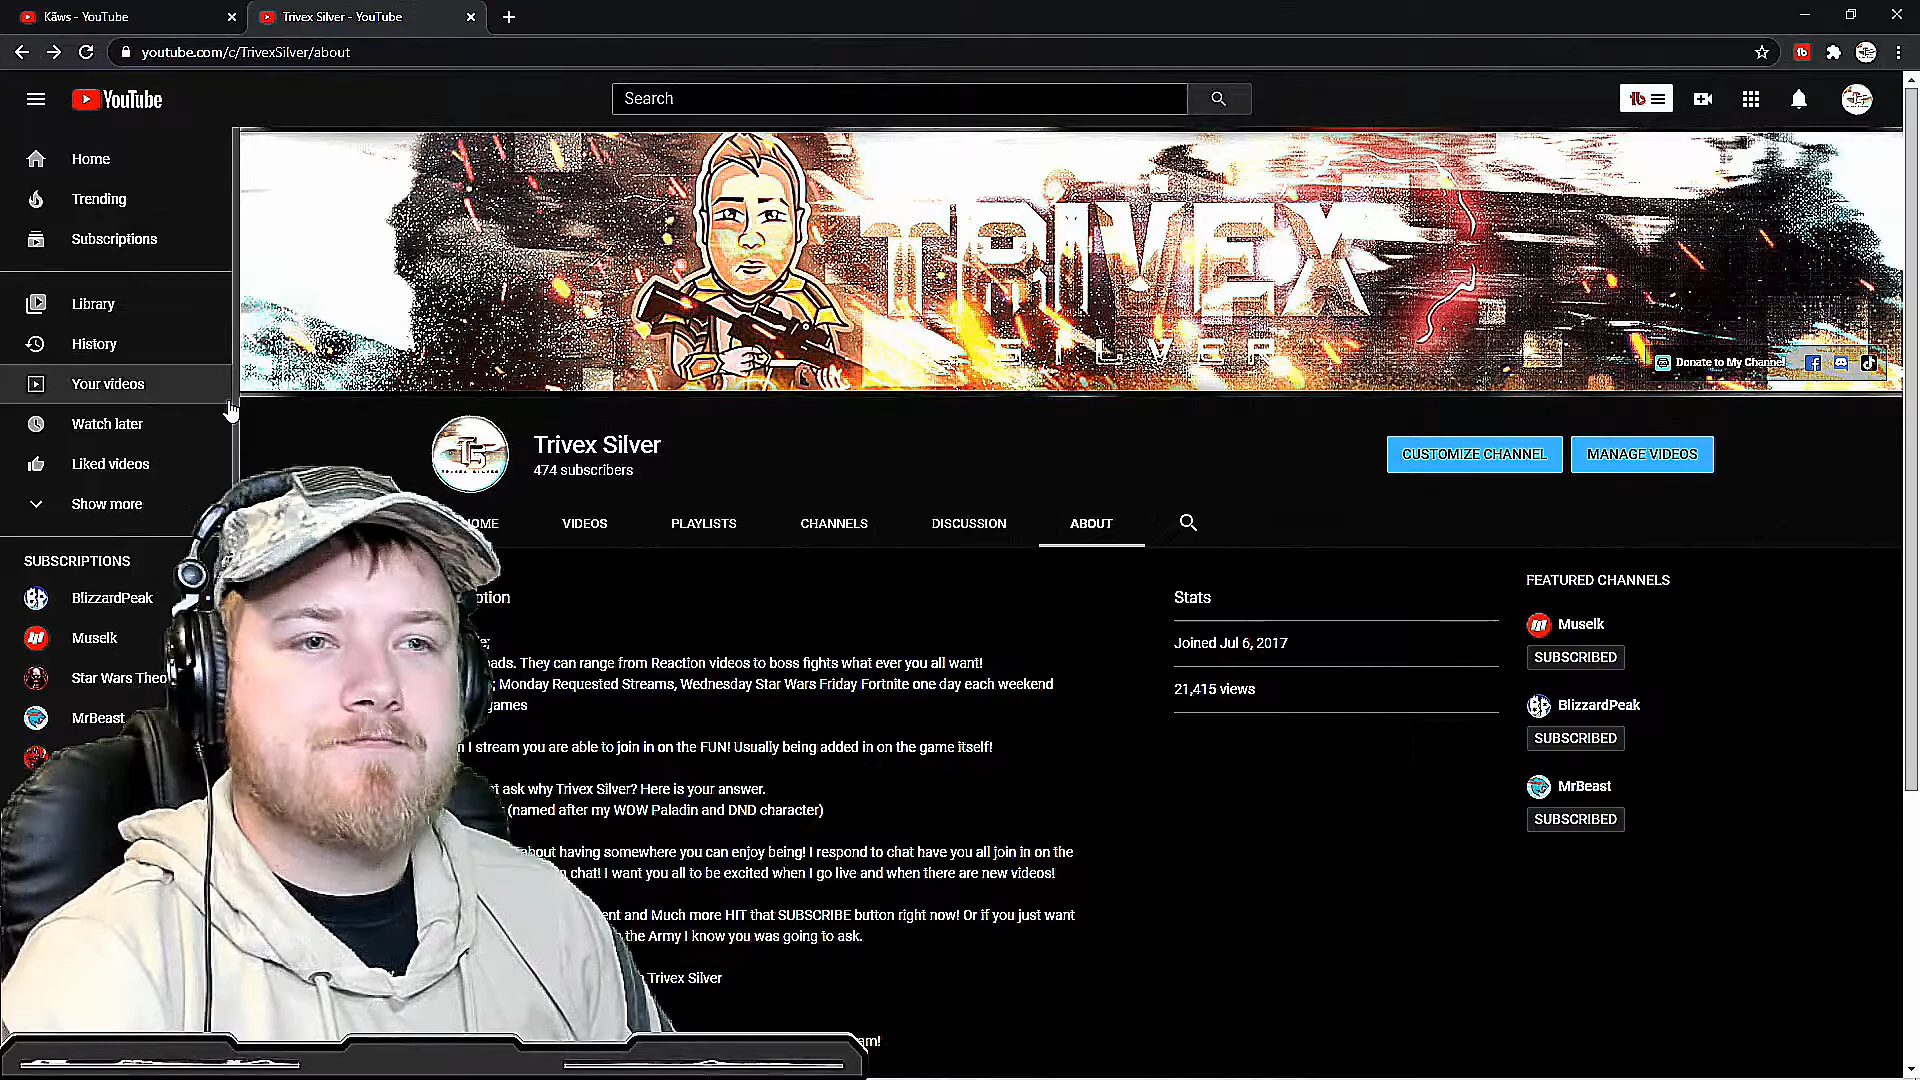 Kāws - YouTube
Trivex Silver - YouTube
youtube.com/c/TrivexSilver/about
YouTube
Search
Home
Trending
Subscriptions
Library
History
Your videos
Watch later
Liked videos
Show more
SUBSCRIPTIONS
BlizzardPeak
Muselk
Star Wars Theo
MrBeast
TRIVEX
SILVER
Donate to My Channel
Trivex Silver
474 subscribers
CUSTOMIZE CHANNEL
MANAGE VIDEOS
OME
VIDEOS
PLAYLISTS
CHANNELS
DISCUSSION
ABOUT
ption
ads. They can range from Reaction videos to boss fights what ever you all want!
; Monday Requested Streams, Wednesday Star Wars Friday Fortnite one day each weekend
games
I stream you are able to join in on the FUN! Usually being added in on the game itself!
ask why Trivex Silver? Here is your answer.
(named after my WOW Paladin and DND character)
about having somewhere you can enjoy being! I respond to chat have you all join in on the
chat! I want you all to be excited when I go live and when there are new videos!
ent and Much more HIT that SUBSCRIBE button right now! Or if you just want
the Army I know you was going to ask.
Trivex Silver
am!
Stats
Joined Jul 6, 2017
21,415 views
FEATURED CHANNELS
Muselk
SUBSCRIBED
BlizzardPeak
SUBSCRIBED
MrBeast
SUBSCRIBED